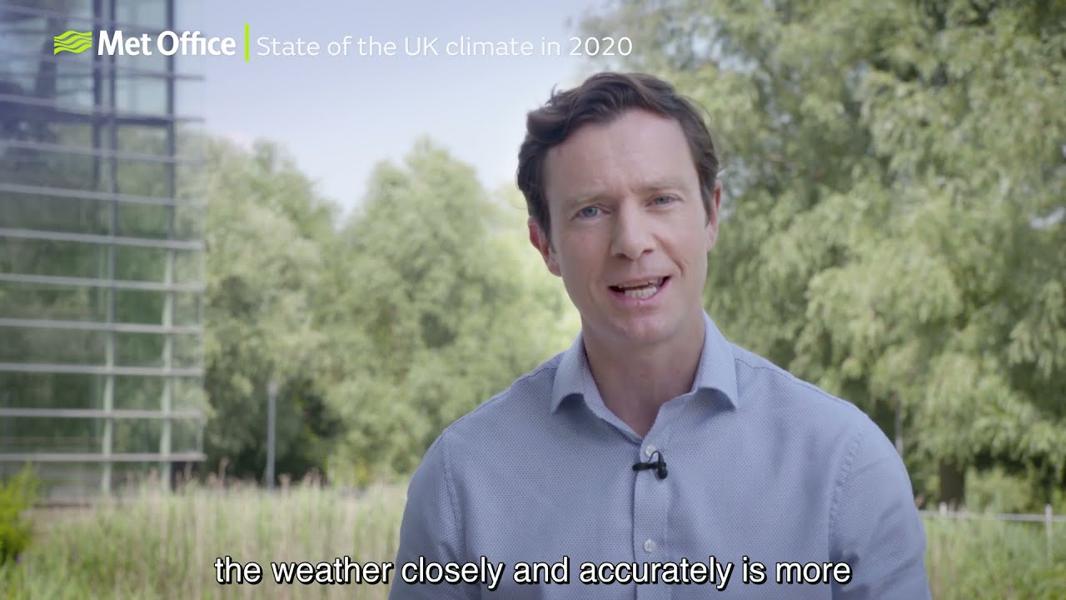 Met Office State of the UK climate in 2020
the weather closely and accurately is more